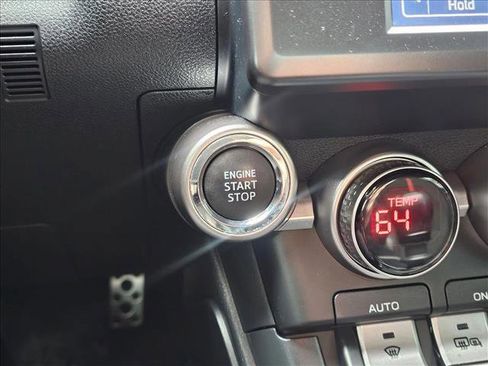 Hold
ENGINE
START
STOP
TEMP
64
AUTO
ON